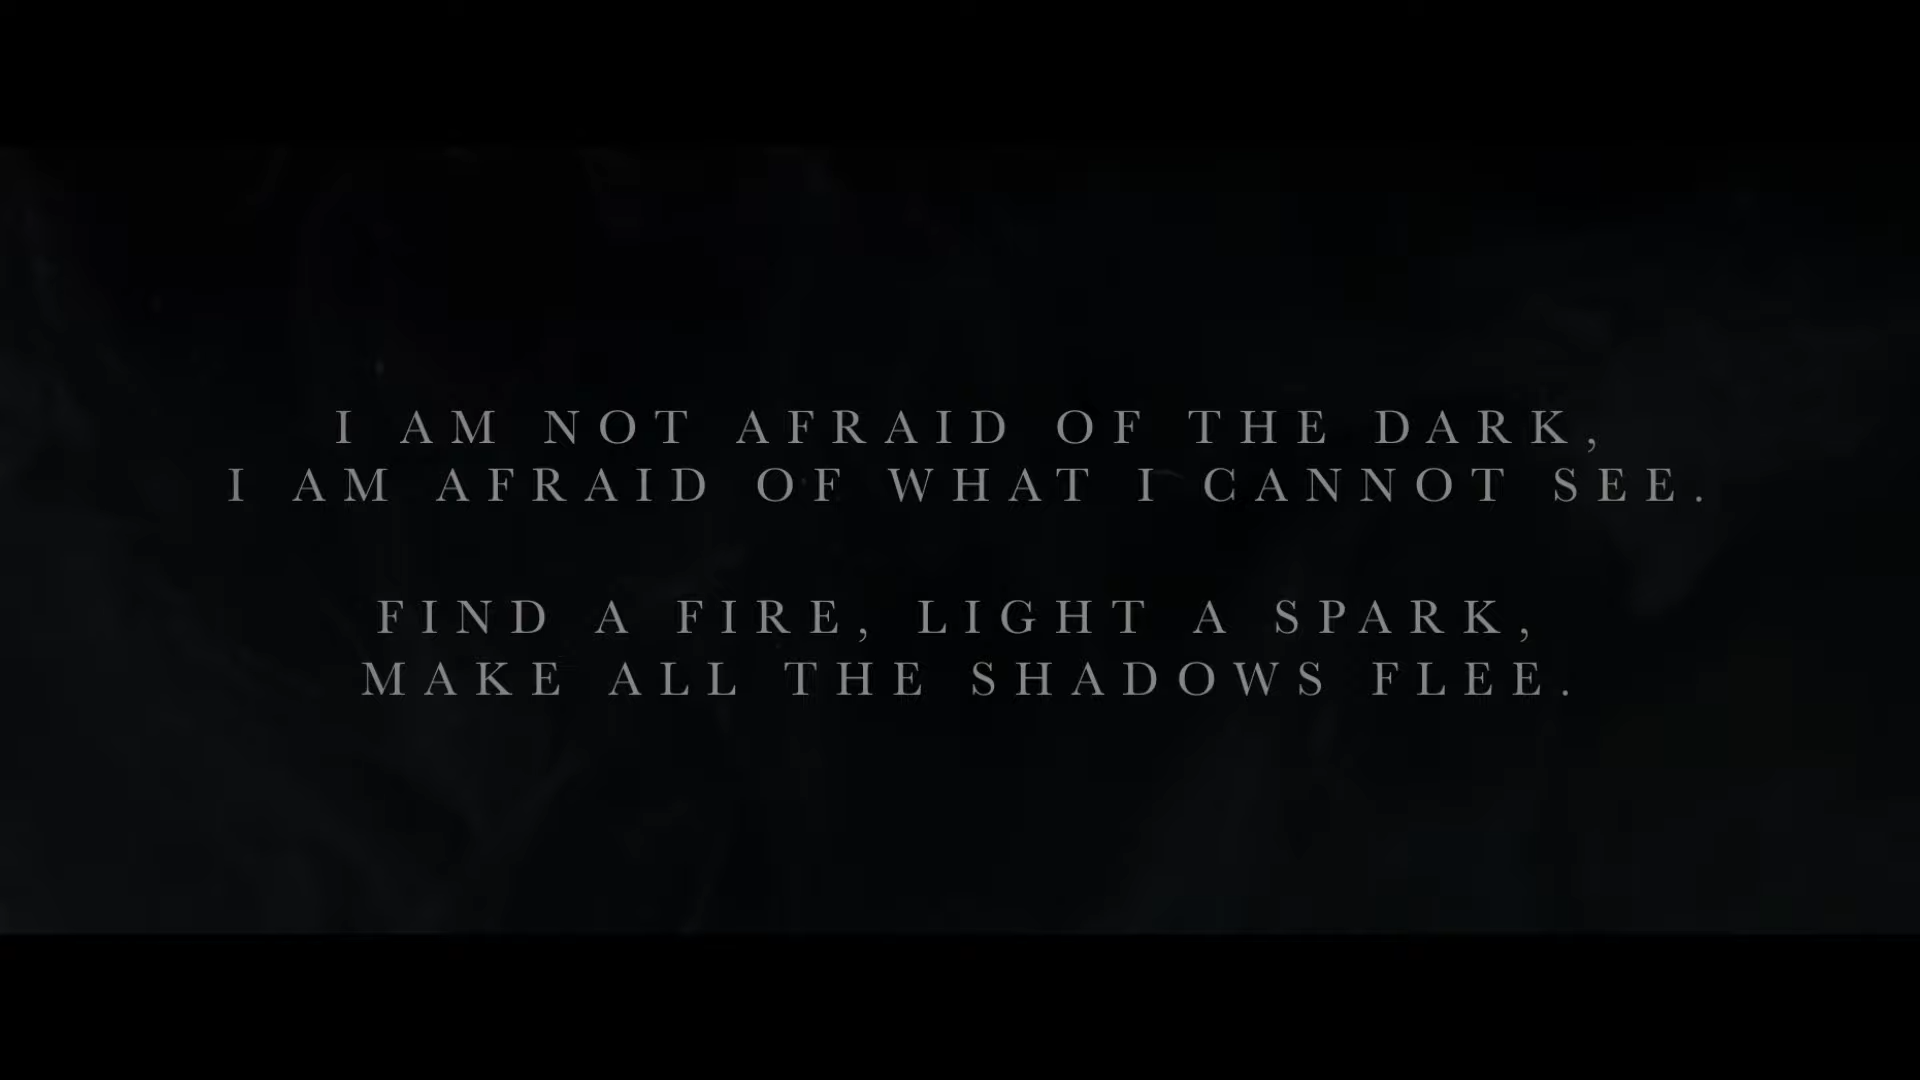 I AM NOT AFRAID OF THE DARK,
I AM AFRAID OF WHAT I CANNOT SEE.
FIND A FIRE, LIGHT A SPARK,
MAKE ALL THE SHADOWS FLEE.